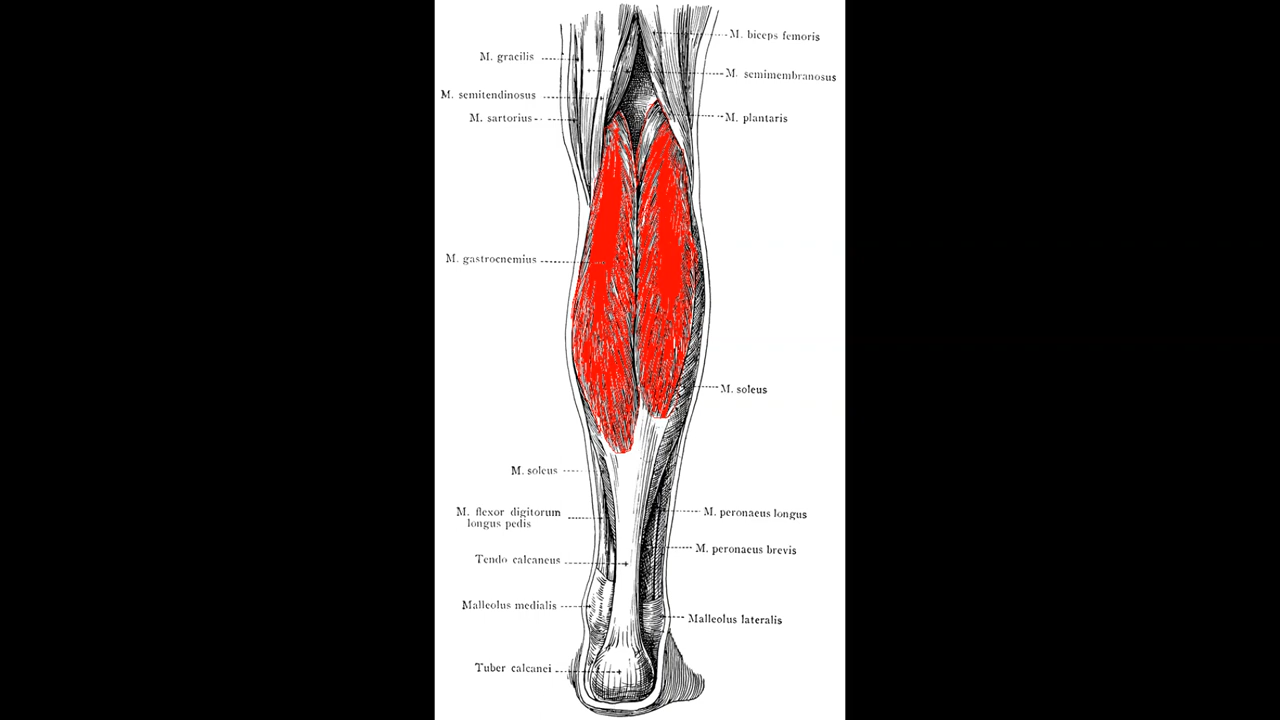 M. biceps femoris
M. gracilis
M. semimembranosus
M. semitendinosus
M. sartorius
M. plantaris
M. gastrocnemius
M. soleus
M. soleus
M. flexor digitorum
longus pedis
M. peronaeus longus
M. peronaeus brevis
Tendo calcaneus
Malleolus medialis
Malleolus lateralis
Tuber calcanei